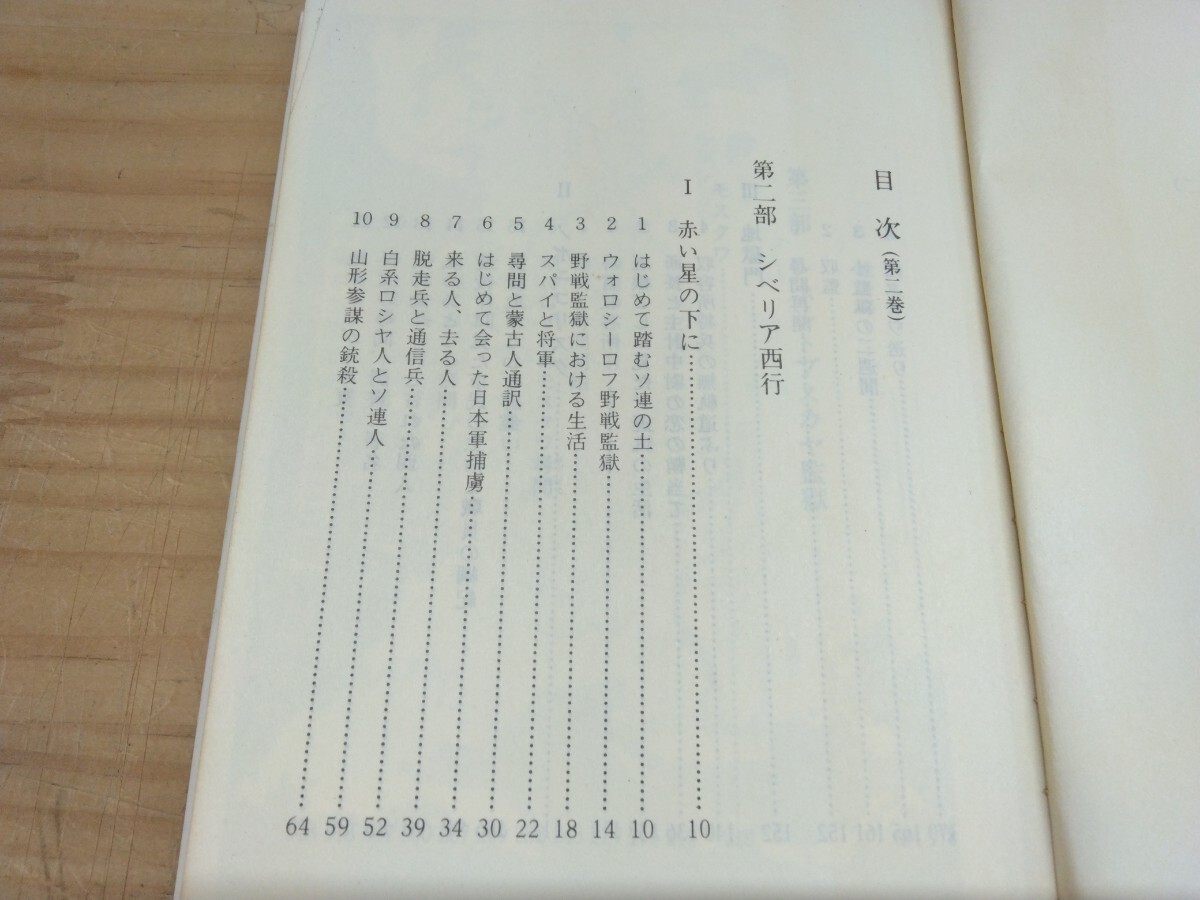 目次(第二巻)
第二部 シベリア西行
I 赤い星の下に……10
1 はじめて踏むソ連の土……10
2 ウォロシーロフ野戦監獄……14
3 野戦監獄における生活……18
4 スパイと将軍……22
5 尋問と蒙古人通訳……30
6 はじめて会った日本軍捕虜……34
7 来る人、去る人……39
8 脱走兵と通信兵……52
9 白系ロシヤ人とソ連人……59
10 山形参謀の銃殺……64